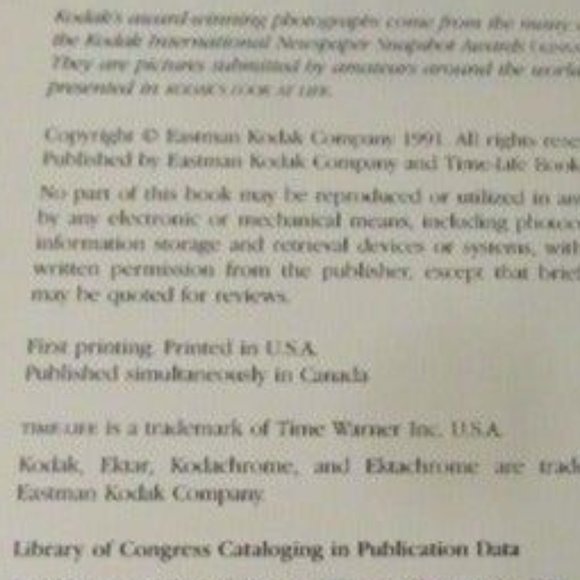 Kodak's award-winning photographs come from the many
the Kodak International Newspaper Snapshot Awards
They are pictures submitted by amateurs around the world
presented in KODAK'S LOOK AT LIFE.
Copyright © Eastman Kodak Company 1991. All rights rese
Published by Eastman Kodak Company and Time-Life Book
No part of this book may be reproduced or utilized in an
by any electronic or mechanical means, including photoc
information storage and retrieval devices or systems, with
written permission from the publisher, except that brief
may be quoted for reviews.
First printing. Printed in U.S.A.
Published simultaneously in Canada
TIME-LIFE is a trademark of Time Warner Inc. U.S.A.
Kodak, Ektar, Kodachrome, and Ektachrome are trade
Eastman Kodak Company.
Library of Congress Cataloging in Publication Data